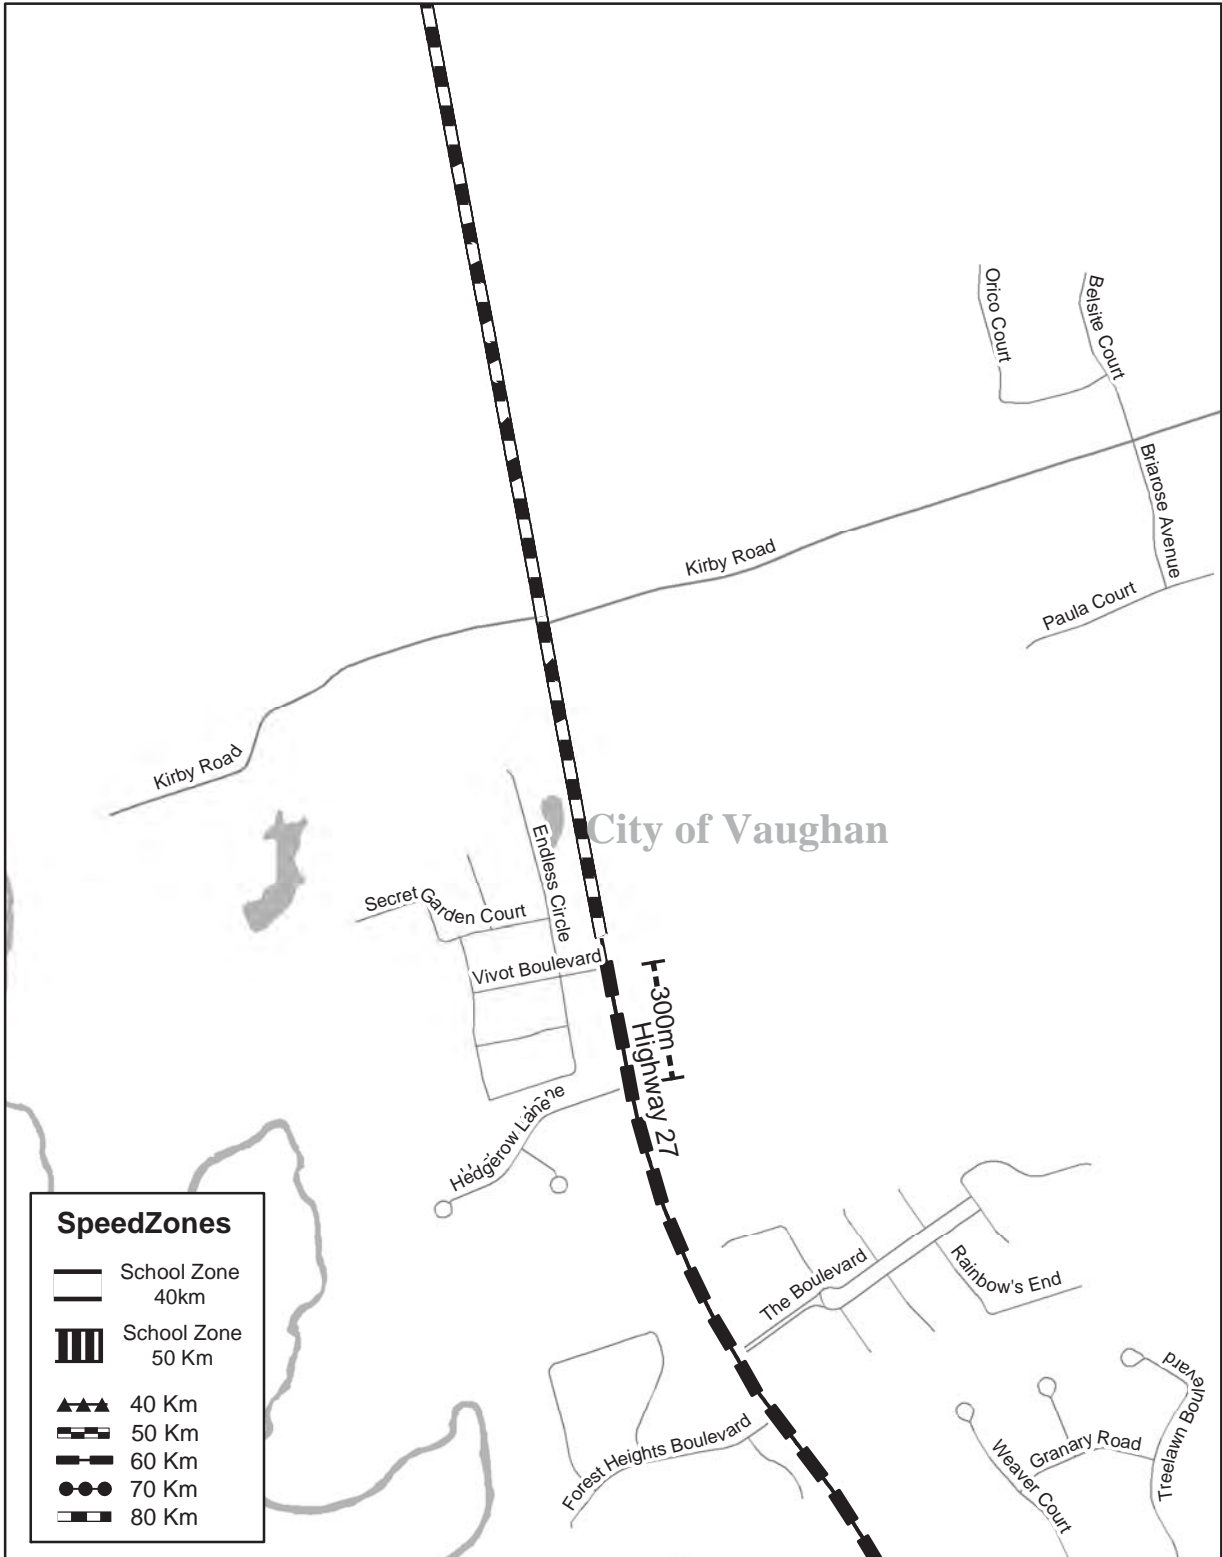 Orico Court
Belsite Court
Briarose Avenue
Kirby Road
Paula Court
Kirby Road
City of Vaughan
Endless Circle
Secret Garden Court
Vivot Boulevard
300m
Highway 27
Hedgerow Lane
The Boulevard
Rainbow's End
Forest Heights Boulevard
Granary Road
Weaver Court
Treelawn Boulevard
SpeedZones
School Zone
40km
School Zone
50 Km
40 Km
50 Km
60 Km
70 Km
80 Km